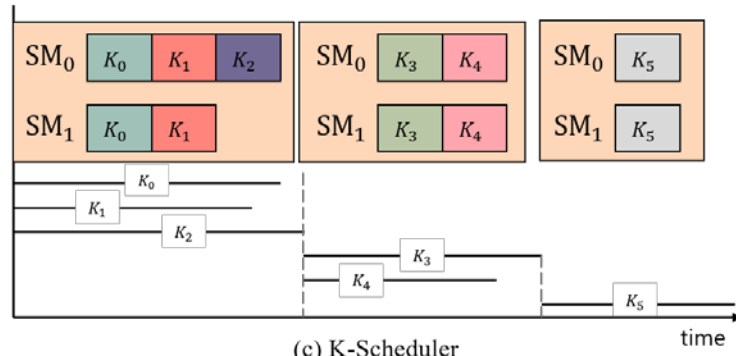 SM₀ K₀ K₁ K₂ SM₀ K₃ K₄ SM₀ K₅
SM₁ K₀ K₁ SM₁ K₃ K₄ SM₁ K₅
K₀
K₁
K₂
K₃
K₄
K₅
time
(c) K-Scheduler